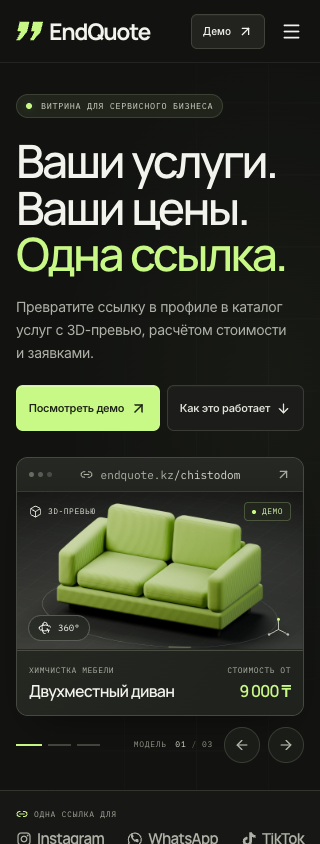 EndQuote
Демо
ВИТРИНА ДЛЯ СЕРВИСНОГО БИЗНЕСА
Ваши услуги.
Ваши цены.
Одна ссылка.
Превратите ссылку в профиле в каталог
услуг с 3D-превью, расчётом стоимости
и заявками.
Посмотреть демо
Как это работает
endquote.kz/chistodom
3D-ПРЕВЬЮ
ДЕМО
360°
ХИМЧИСТКА МЕБЕЛИ
СТОИМОСТЬ ОТ
Двухместный диван
9 000 ₸
МОДЕЛЬ 01 / 03
ОДНА ССЫЛКА ДЛЯ
Instagram
WhatsApp
TikTok